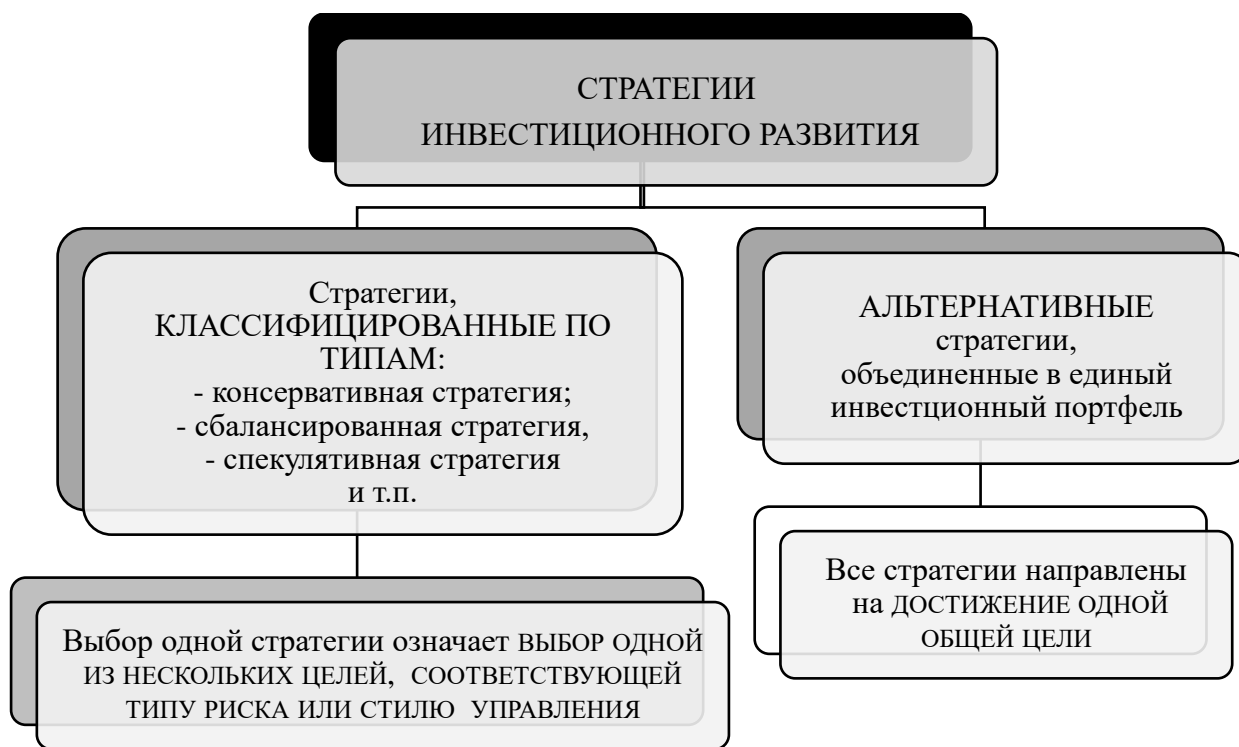 СТРАТЕГИИ
ИНВЕСТИЦИОННОГО РАЗВИТИЯ
Стратегии,
КЛАССИФИЦИРОВАННЫЕ ПО
ТИПАМ:
- консервативная стратегия;
- сбалансированная стратегия,
- спекулятивная стратегия
и т.п.
АЛЬТЕРНАТИВНЫЕ
стратегии,
объединенные в единый
инвестционный портфель
Выбор одной стратегии означает ВЫБОР ОДНОЙ
ИЗ НЕСКОЛЬКИХ ЦЕЛЕЙ, СООТВЕТСТВУЮЩЕЙ
ТИПУ РИСКА ИЛИ СТИЛЮ УПРАВЛЕНИЯ
Все стратегии направлены
на ДОСТИЖЕНИЕ ОДНОЙ
ОБЩЕЙ ЦЕЛИ